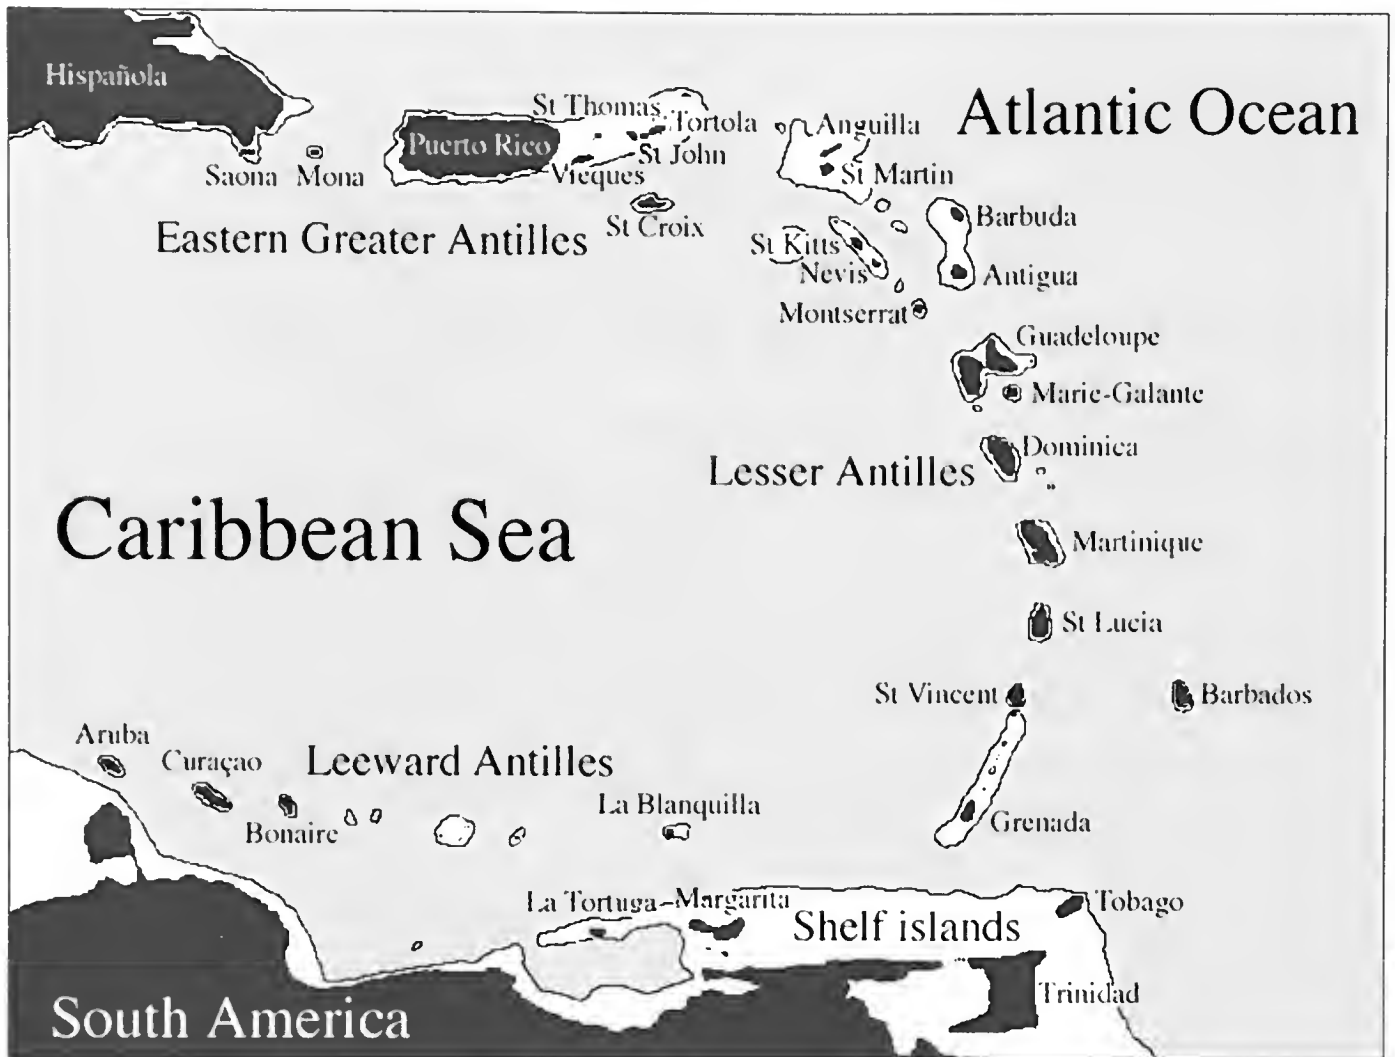 Hispañola
St Thomas
Tortola
Anguilla
Atlantic Ocean
Puerto Rico
St John
Saona
Mona
Vieques
St Martin
St Croix
Barbuda
Eastern Greater Antilles
St Kitts
Nevis
Antigua
Montserrat
Guadeloupe
Marie-Galante
Dominica
Lesser Antilles
Caribbean Sea
Martinique
St Lucia
St Vincent
Barbados
Aruba
Curaçao
Leeward Antilles
La Blanquilla
Bonaire
Grenada
La Tortuga
Margarita
Tobago
Shelf islands
Trinidad
South America